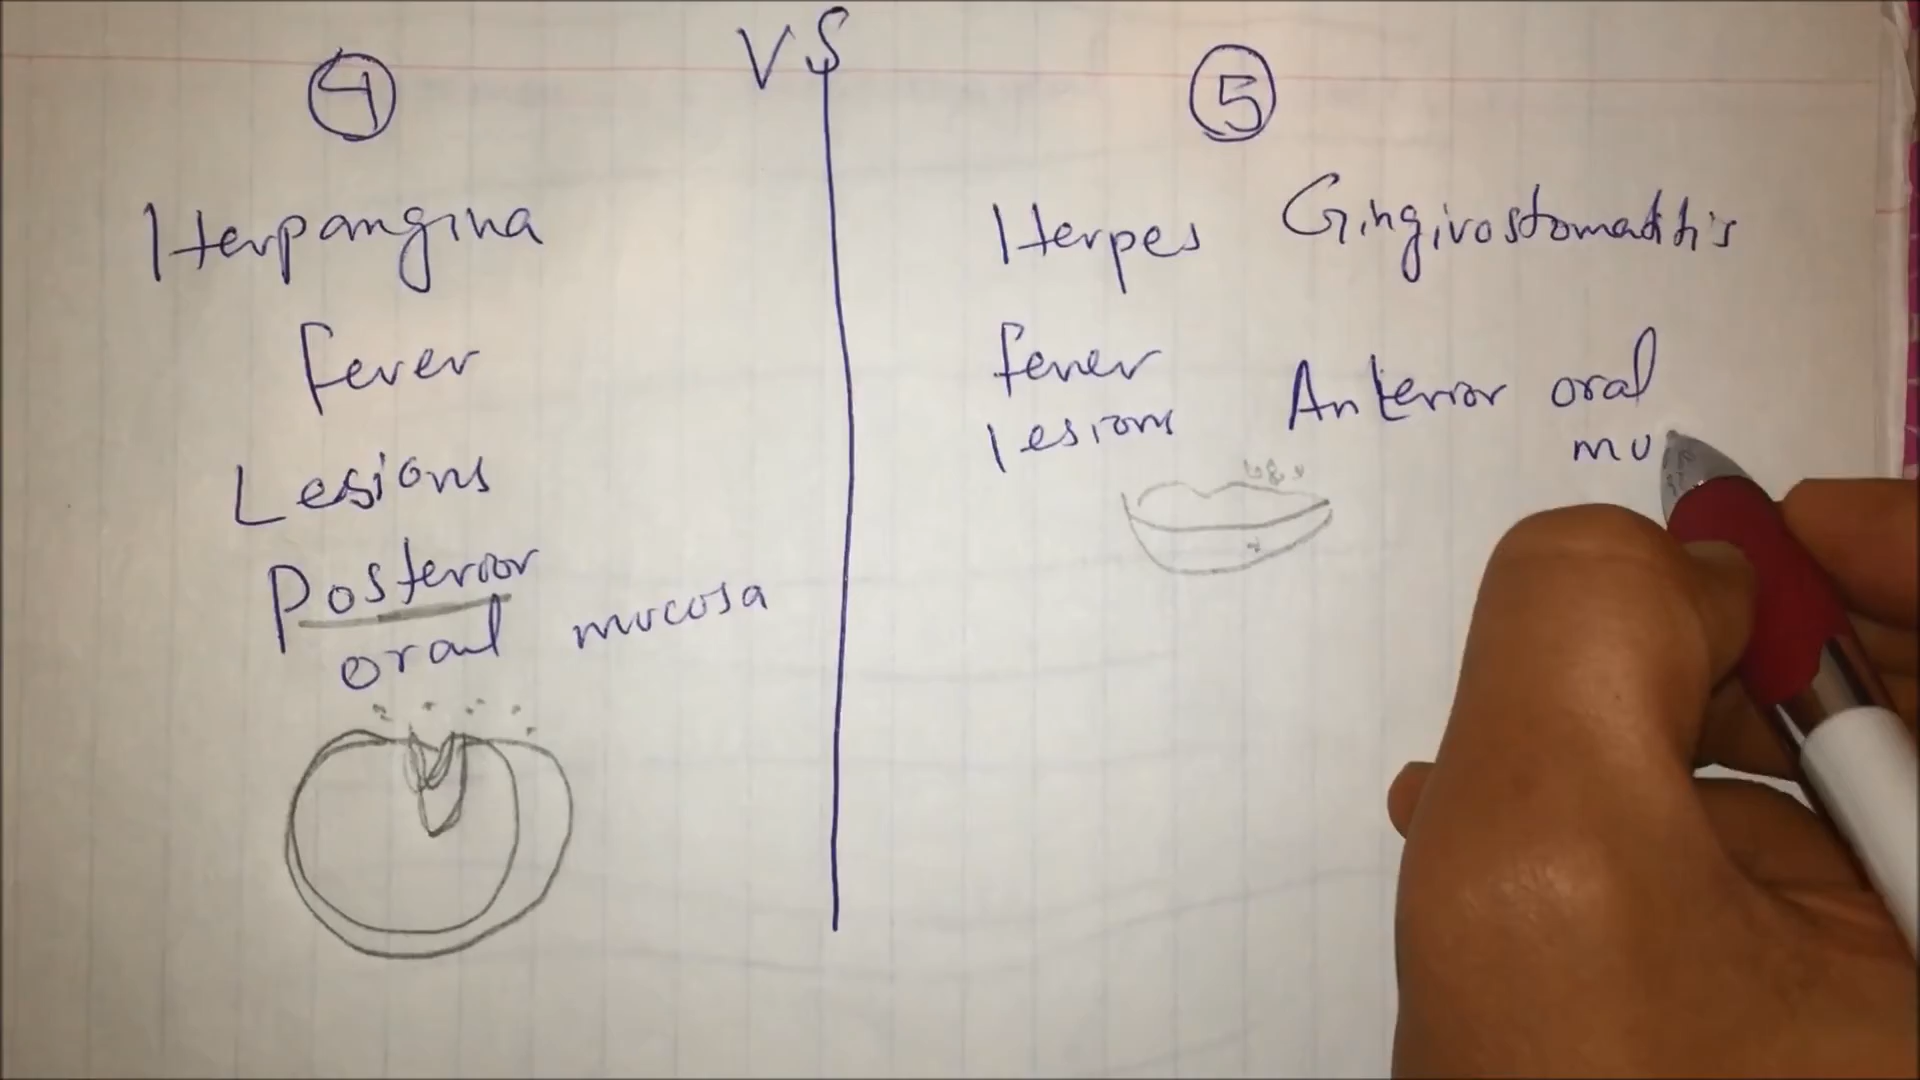 VS
4
Herpangina
fever
Lesions
Posterior
oral mucosa
5
Herpes Gingivostomatitis
fever
lesions
Anterior oral
mu